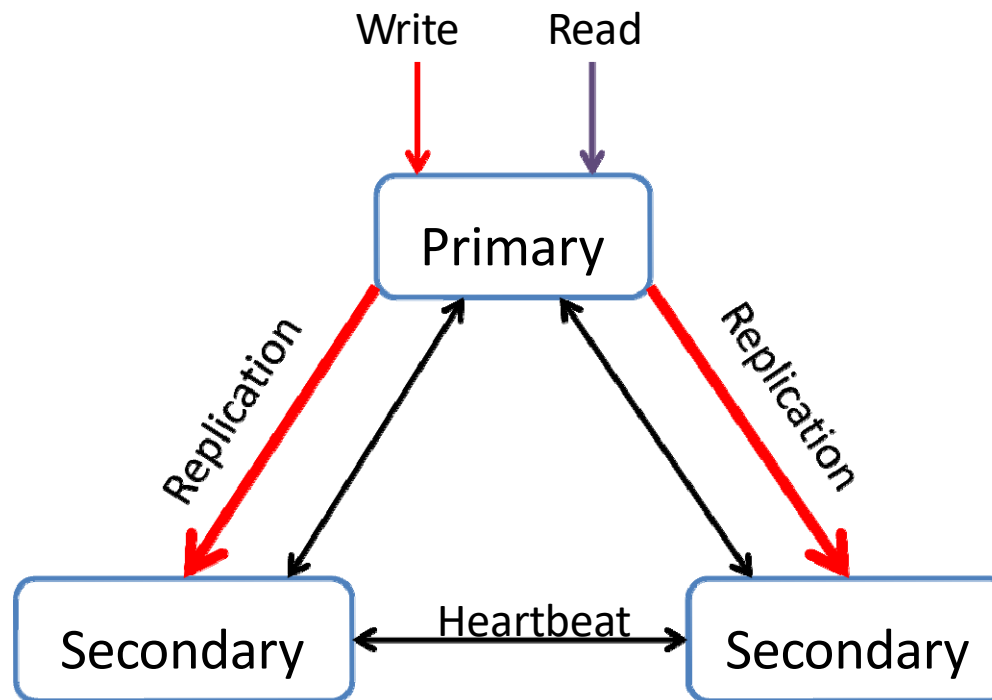 Write
Read
Primary
Replication
Replication
Heartbeat
Secondary
Secondary